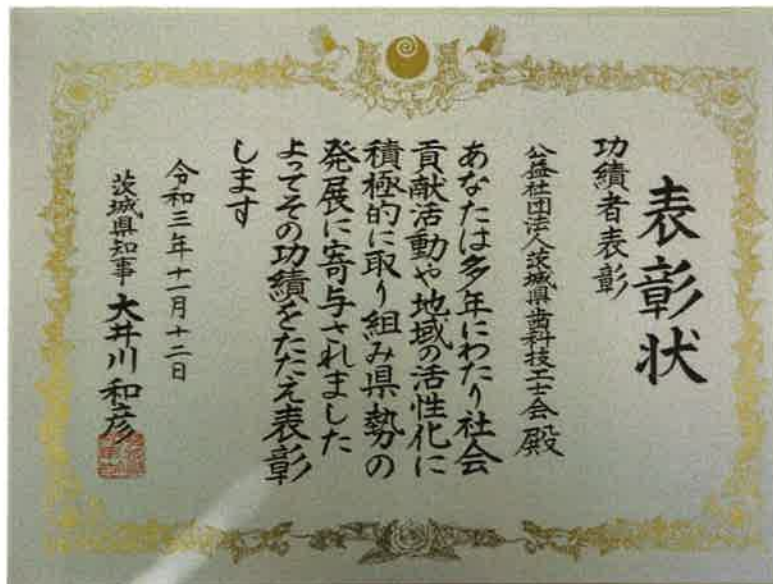 表彰状
功績者表彰
公益社団法人茨城県歯科技工士会殿
あなたは多年にわたり社会
貢献活動や地域の活性化に
積極的に取り組み県勢の
発展に寄与されました
よってその功績をたたえ表彰
します
令和三年十一月十二日
茨城県知事 大井川和彦